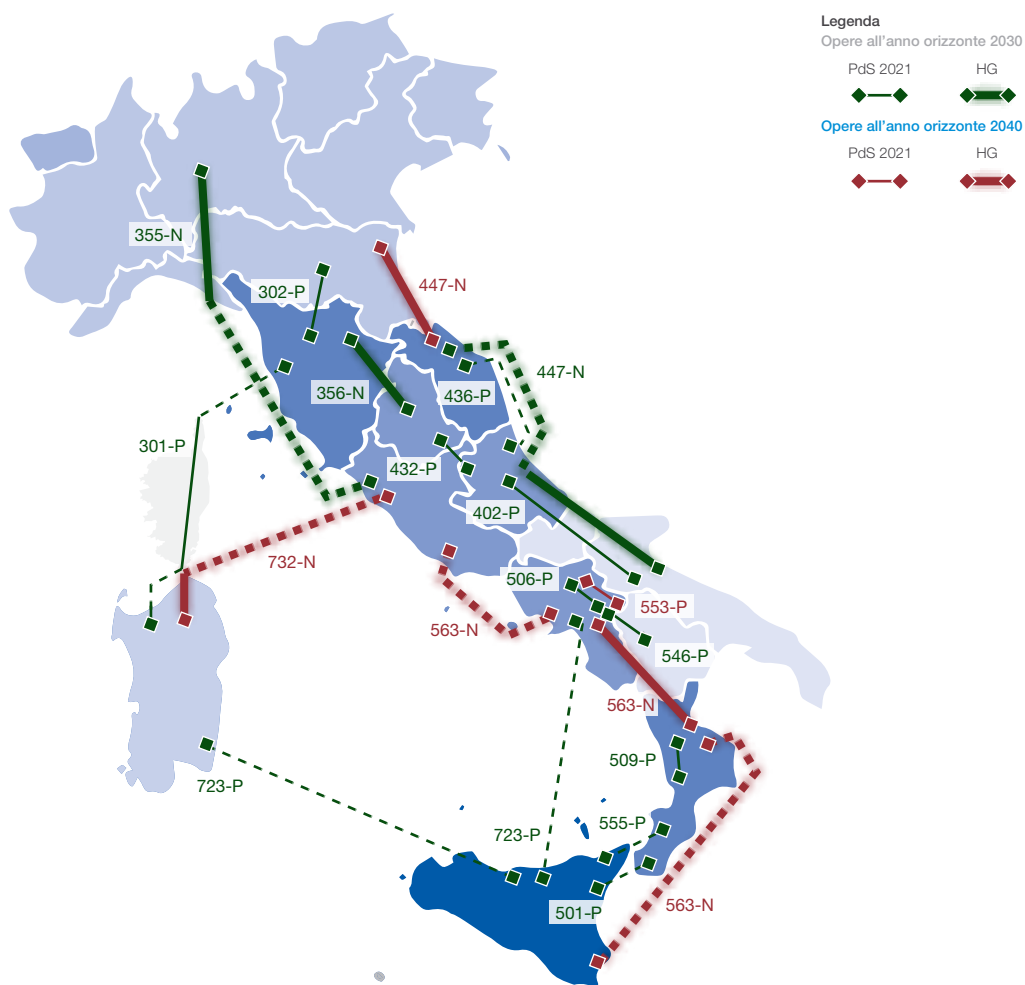 Legenda
Opere all'anno orizzonte 2030
PdS 2021 HG
Opere all'anno orizzonte 2040
PdS 2021 HG
355-N
302-P
447-N
356-N
436-P
447-N
301-P
432-P
402-P
732-N
506-P
553-P
563-N
546-P
563-N
509-P
723-P
555-P
723-P
501-P
563-N